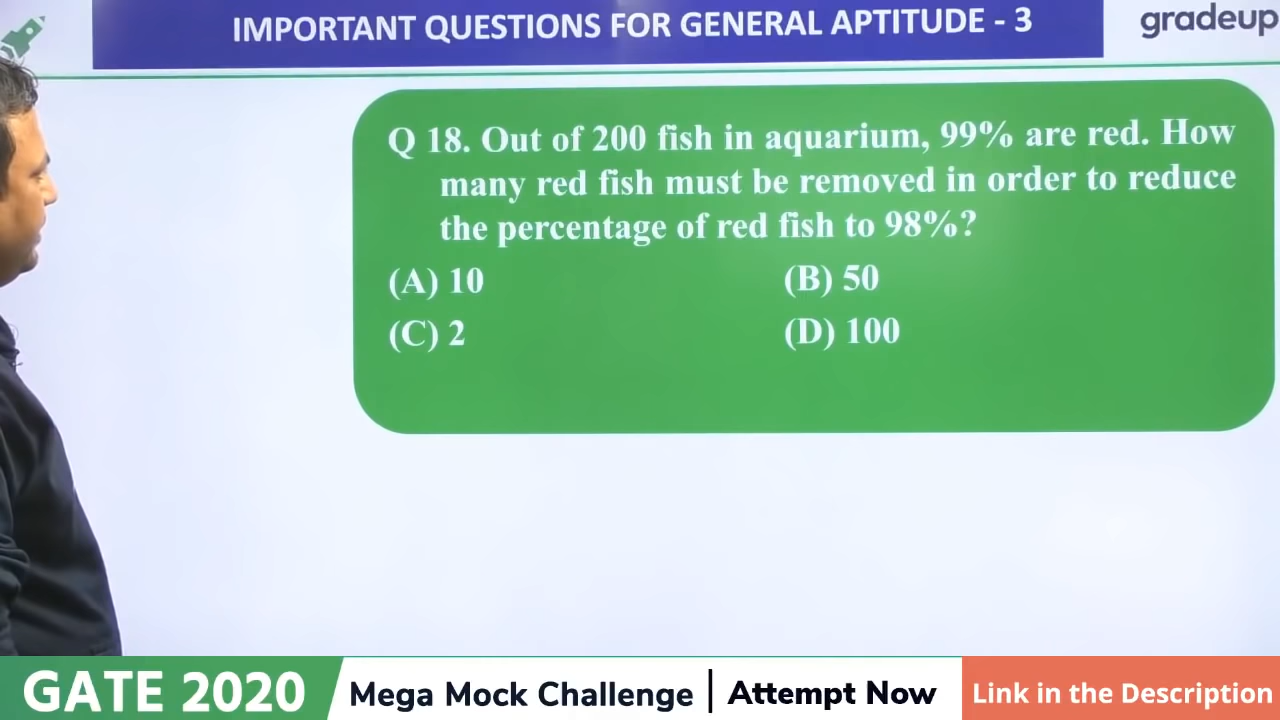 IMPORTANT QUESTIONS FOR GENERAL APTITUDE - 3
gradeup
Q 18. Out of 200 fish in aquarium, 99% are red. How
many red fish must be removed in order to reduce
the percentage of red fish to 98%?
(A) 10 (B) 50
(C) 2 (D) 100
GATE 2020 Mega Mock Challenge | Attempt Now Link in the Description